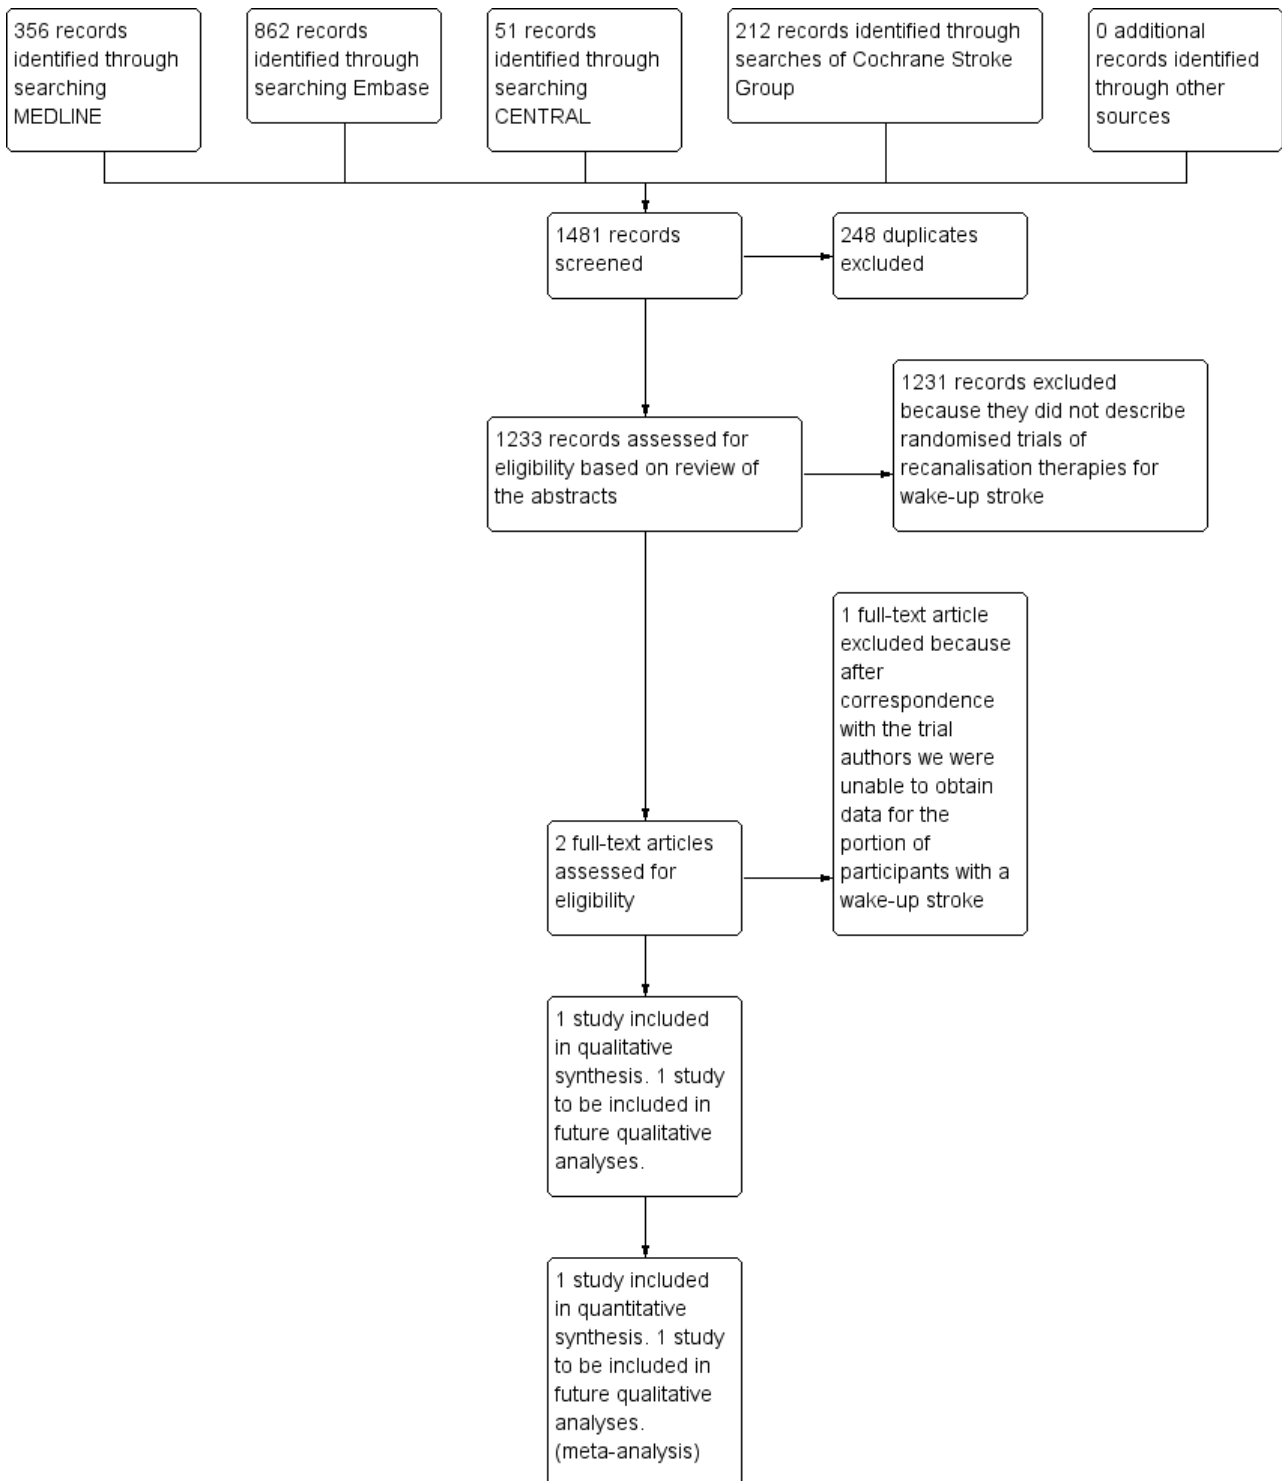 356 records
identified through
searching
MEDLINE
862 records
identified through
searching Embase
51 records
identified through
searching
CENTRAL
212 records identified through
searches of Cochrane Stroke
Group
0 additional
records identified
through other
sources
1481 records
screened
248 duplicates
excluded
1233 records assessed for
eligibility based on review of
the abstracts
1231 records excluded
because they did not describe
randomised trials of
recanalisation therapies for
wake-up stroke
2 full-text articles
assessed for
eligibility
1 full-text article
excluded because
after
correspondence
with the trial
authors we were
unable to obtain
data for the
portion of
participants with a
wake-up stroke
1 study included
in qualitative
synthesis. 1 study
to be included in
future qualitative
analyses.
1 study included
in quantitative
synthesis. 1 study
to be included in
future qualitative
analyses.
(meta-analysis)